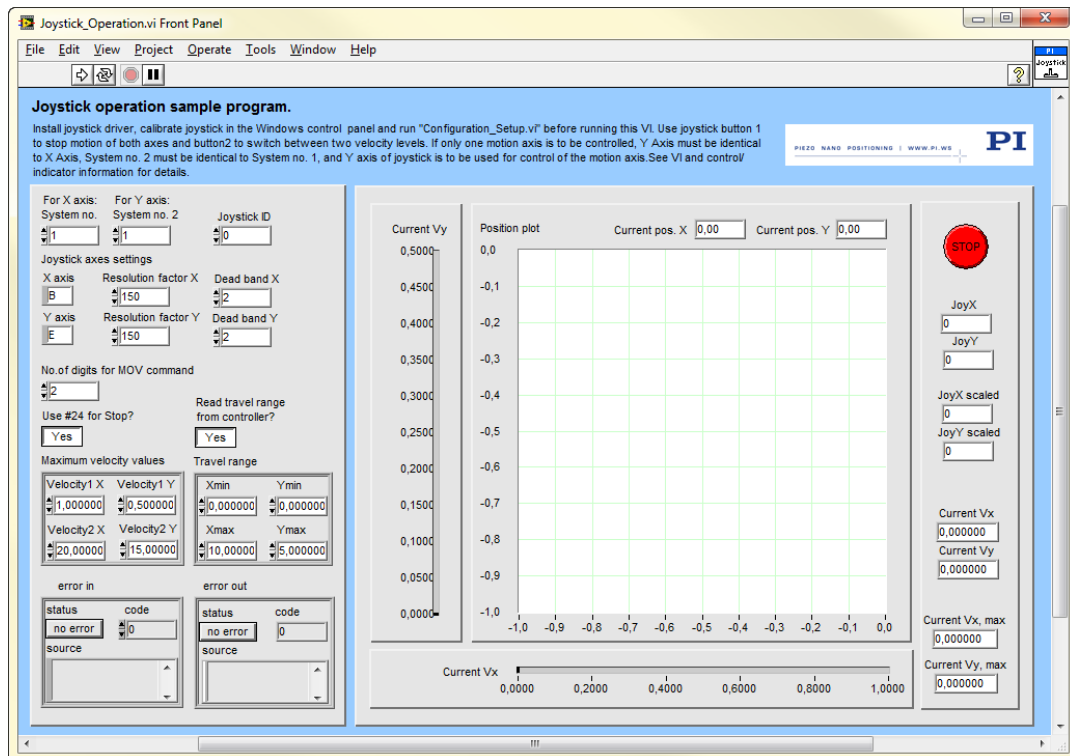 Joystick_Operation.vi Front Panel
File Edit View Project Operate Tools Window Help
PI
Joystick
Joystick operation sample program.
Install joystick driver, calibrate joystick in the Windows control panel and run "Configuration_Setup.vi" before running this VI. Use joystick button 1
to stop motion of both axes and button2 to switch between two velocity levels. If only one motion axis is to be controlled, Y Axis must be identical
to X Axis, System no. 2 must be identical to System no. 1, and Y axis of joystick is to be used for control of the motion axis.See VI and control/
indicator information for details.
PIEZO NANO POSITIONING | WWW.PI.WS
PI
For X axis: For Y axis:
System no. System no. 2 Joystick ID
1 1 0
Joystick axes settings
X axis Resolution factor X Dead band X
B 150 2
Y axis Resolution factor Y Dead band Y
E 150 2
No.of digits for MOV command
2
Use #24 for Stop?
Yes
Read travel range
from controller?
Yes
Maximum velocity values
Velocity1 X Velocity1 Y
1,000000 0,500000
Velocity2 X Velocity2 Y
20,00000 15,00000
Travel range
Xmin Ymin
0,000000 0,000000
Xmax Ymax
10,00000 5,000000
error in
status code
no error 0
source
error out
status code
no error 0
source
Current Vy
0,5000
0,4500
0,4000
0,3500
0,3000
0,2500
0,2000
0,1500
0,1000
0,0500
0,0000
Position plot Current pos. X 0,00 Current pos. Y 0,00
0,0
-0,1
-0,2
-0,3
-0,4
-0,5
-0,6
-0,7
-0,8
-0,9
-1,0
-1,0 -0,9 -0,8 -0,7 -0,6 -0,5 -0,4 -0,3 -0,2 -0,1 0,0
Current Vx
0,0000 0,2000 0,4000 0,6000 0,8000 1,0000
STOP
JoyX
0
JoyY
0
JoyX scaled
0
JoyY scaled
0
Current Vx
0,000000
Current Vy
0,000000
Current Vx, max
0,000000
Current Vy, max
0,000000